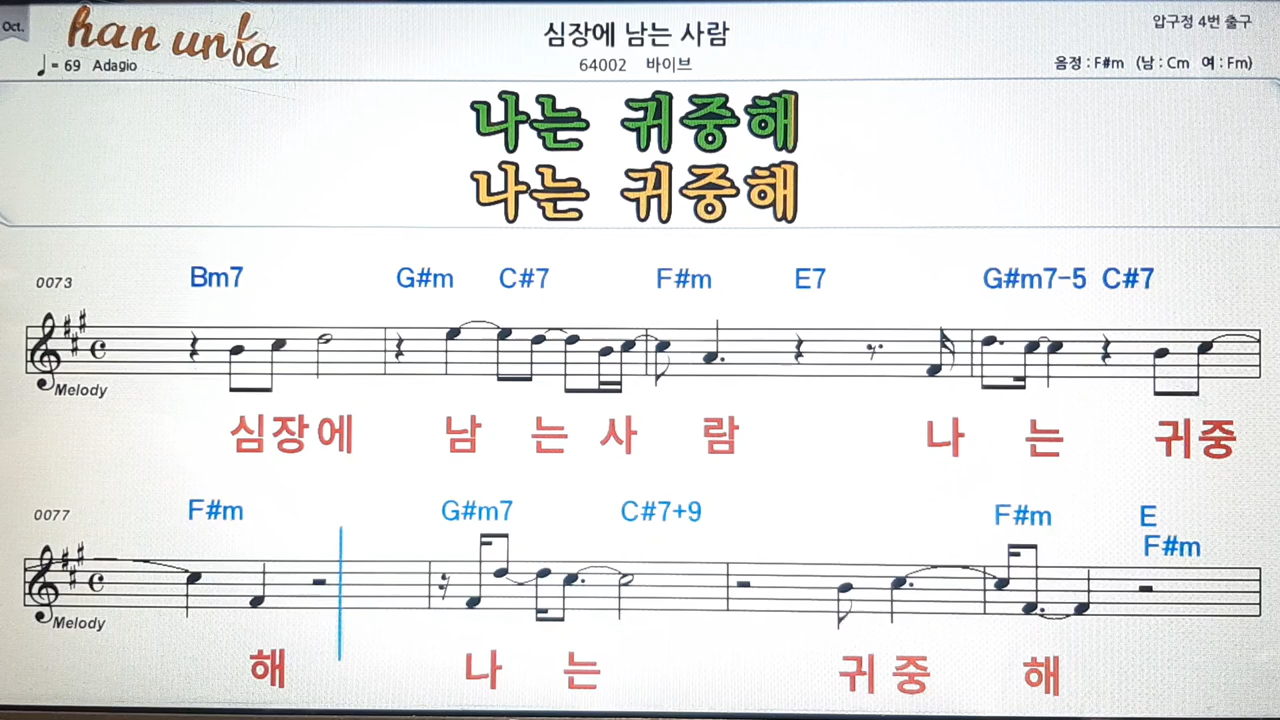 Oct.
han unfa
♩ = 69 Adagio
심장에 남는 사람
64002 바이브
압구정 4번 출구
음정 : F#m (남 : Cm 여 : Fm)
나는 귀중해
나는 귀중해
0073 Bm7 G#m C#7 F#m E7 G#m7-5 C#7
Melody
심장에 남 는 사 람 나 는 귀중
0077 F#m G#m7 C#7+9 F#m E
F#m
Melody
해 나 는 귀 중 해